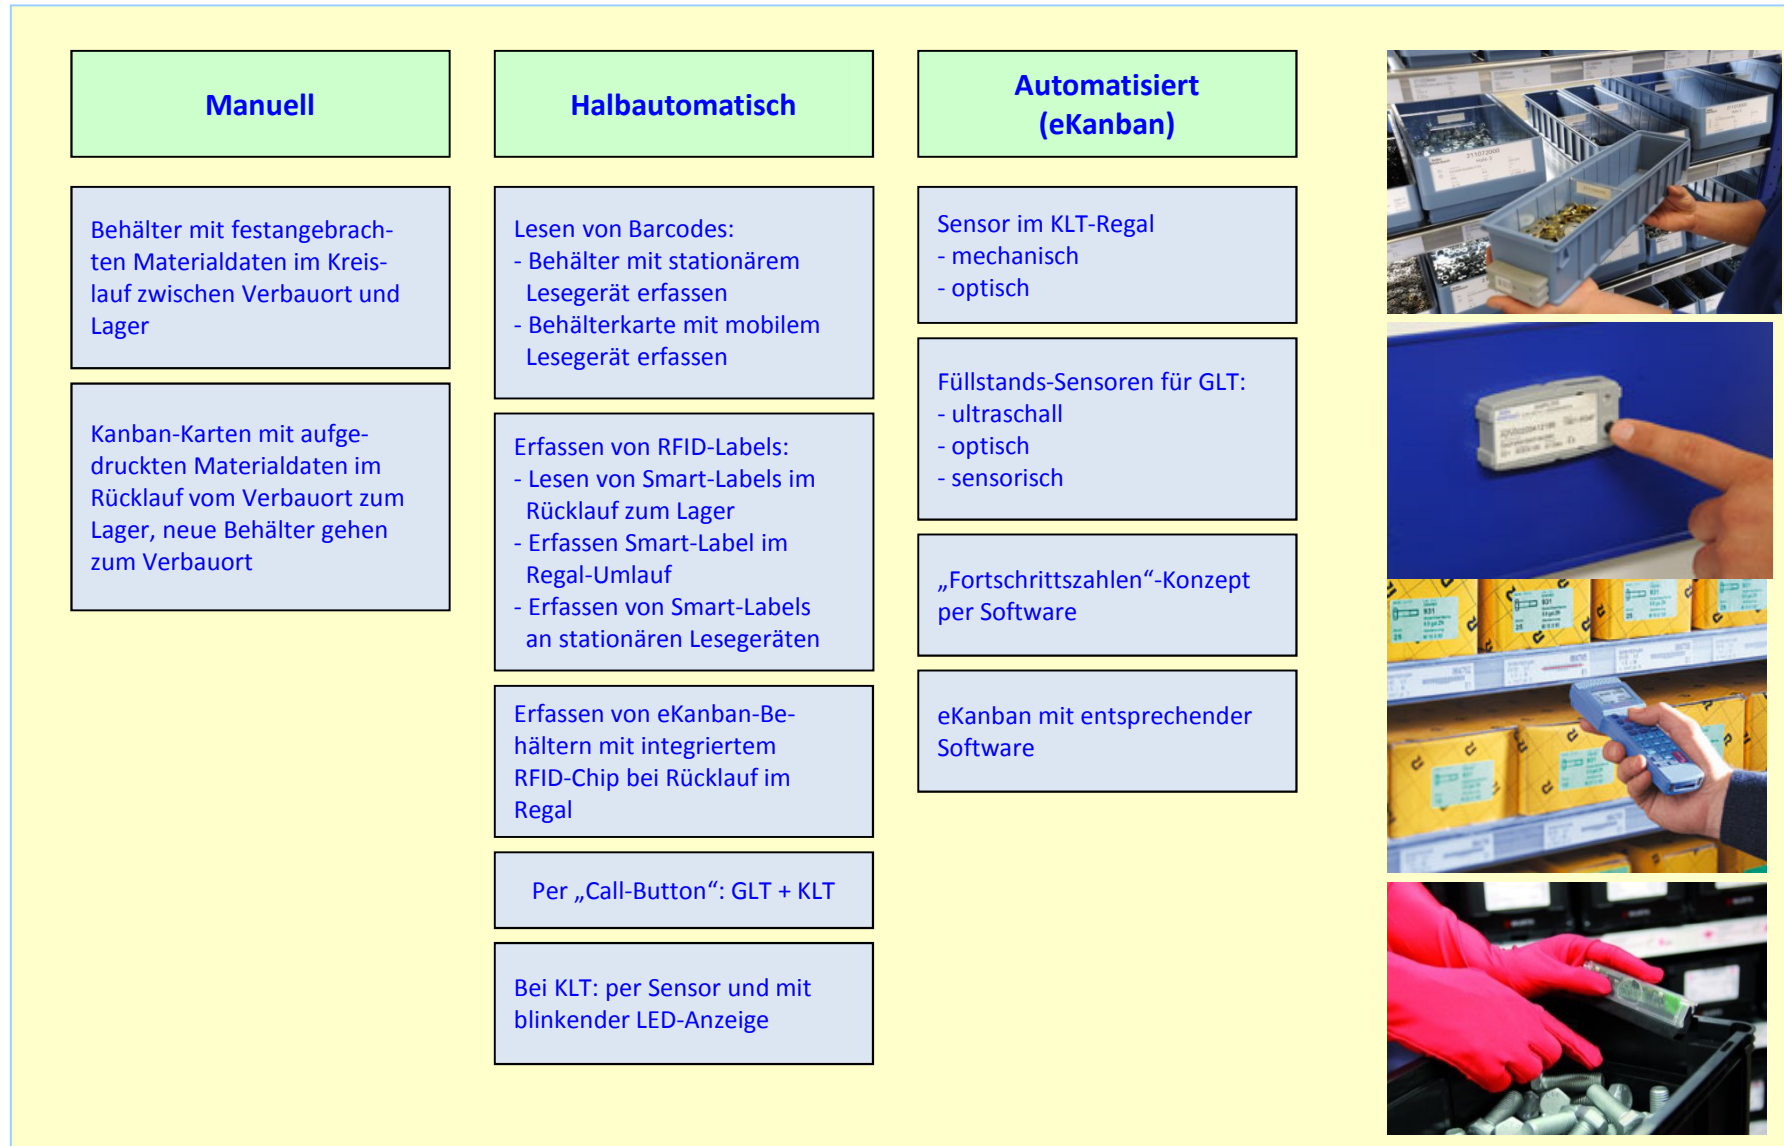 Manuell
Behälter mit festangebrach-
ten Materialdaten im Kreis-
lauf zwischen Verbauort und
Lager
Kanban-Karten mit aufge-
druckten Materialdaten im
Rücklauf vom Verbauort zum
Lager, neue Behälter gehen
zum Verbauort
Halbautomatisch
Lesen von Barcodes:
- Behälter mit stationärem
Lesegerät erfassen
- Behälterkarte mit mobilem
Lesegerät erfassen
Erfassen von RFID-Labels:
- Lesen von Smart-Labels im
Rücklauf zum Lager
- Erfassen Smart-Label im
Regal-Umlauf
- Erfassen von Smart-Labels
an stationären Lesegeräten
Erfassen von eKanban-Be-
hältern mit integriertem
RFID-Chip bei Rücklauf im
Regal
Per „Call-Button“: GLT + KLT
Bei KLT: per Sensor und mit
blinkender LED-Anzeige
Automatisiert
(eKanban)
Sensor im KLT-Regal
- mechanisch
- optisch
Füllstands-Sensoren für GLT:
- ultraschall
- optisch
- sensorisch
„Fortschrittszahlen“-Konzept
per Software
eKanban mit entsprechender
Software
931
931